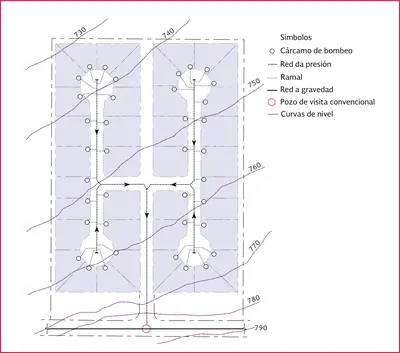 730
740
750
760
770
780
790
Símbolos
Cárcamo de bombeo
Red da presión
Ramal
Red a gravedad
Pozo de visita convencional
Curvas de nivel